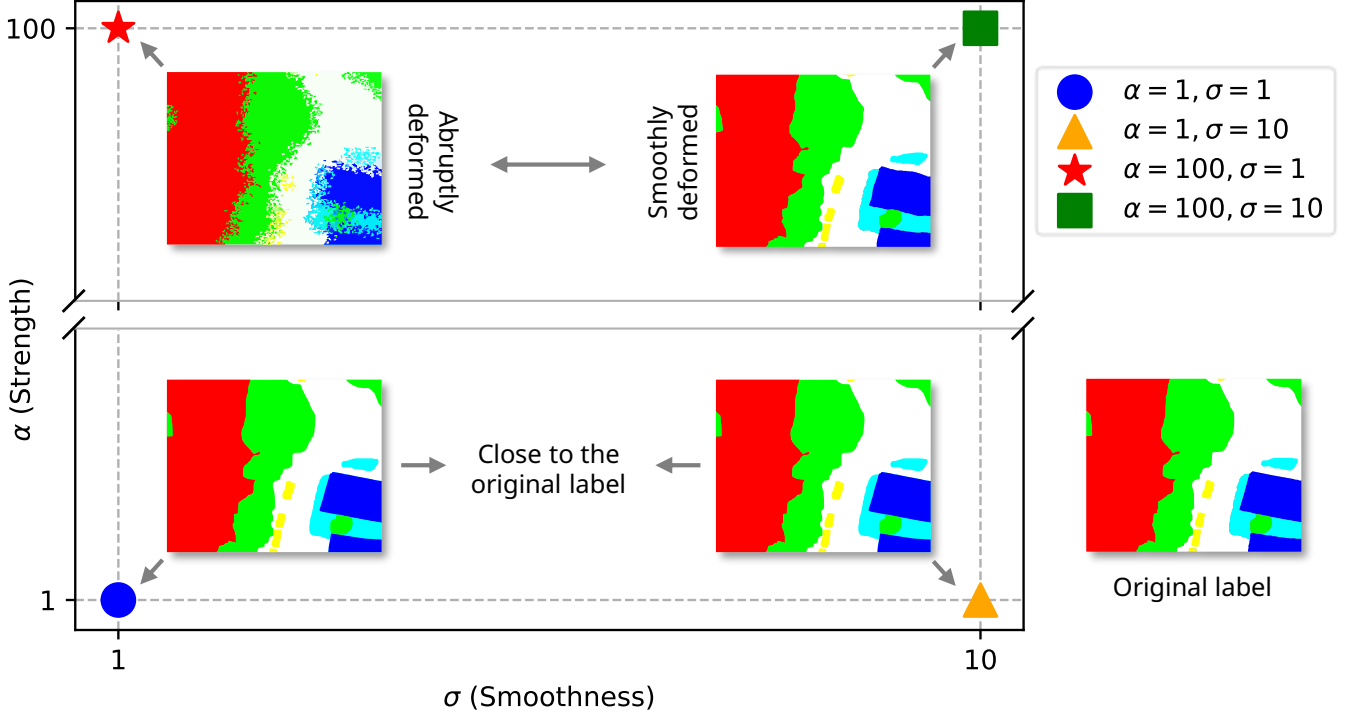 100
Abruptly
deformed
Smoothly
deformed
α = 1, σ = 1
α = 1, σ = 10
α = 100, σ = 1
α = 100, σ = 10
α (Strength)
Close to the
original label
Original label
1
1
10
σ (Smoothness)